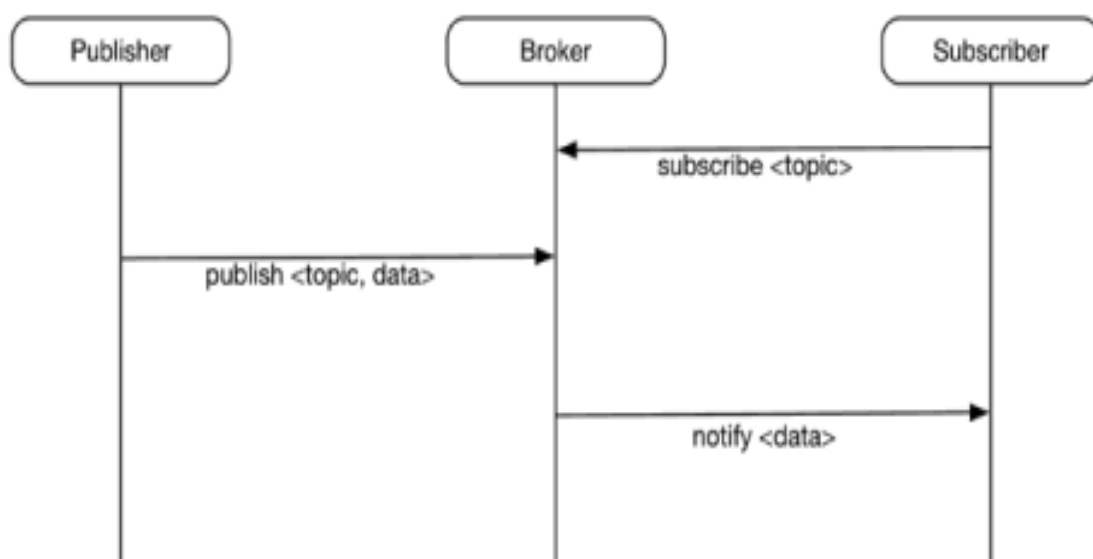 Publisher
Broker
Subscriber
subscribe <topic>
publish <topic, data>
notify <data>